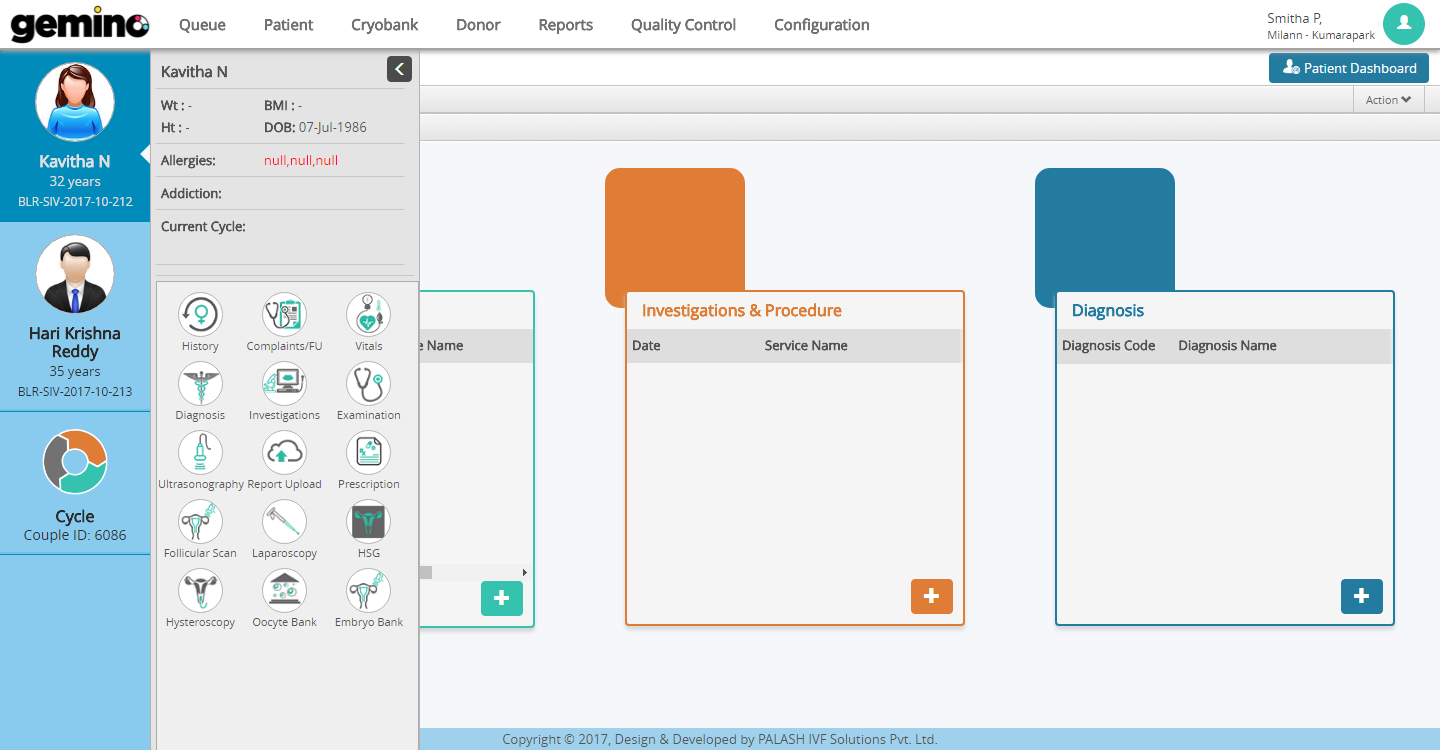 gemino
Queue Patient Cryobank Donor Reports Quality Control Configuration
Smitha P,
Milann - Kumarapark
Kavitha N
32 years
BLR-SIV-2017-10-212
Hari Krishna
Reddy
35 years
BLR-SIV-2017-10-213
Cycle
Couple ID: 6086
Kavitha N
Wt : - BMI : -
Ht : - DOB: 07-Jul-1986
Allergies: null,null,null
Addiction:
Current Cycle:
History Complaints/FU Vitals
Diagnosis Investigations Examination
Ultrasonography Report Upload Prescription
Follicular Scan Laparoscopy HSG
Hysteroscopy Oocyte Bank Embryo Bank
Patient Dashboard
Action
e Name
Investigations & Procedure
Date Service Name
Diagnosis
Diagnosis Code Diagnosis Name
Copyright © 2017, Design & Developed by PALASH IVF Solutions Pvt. Ltd.